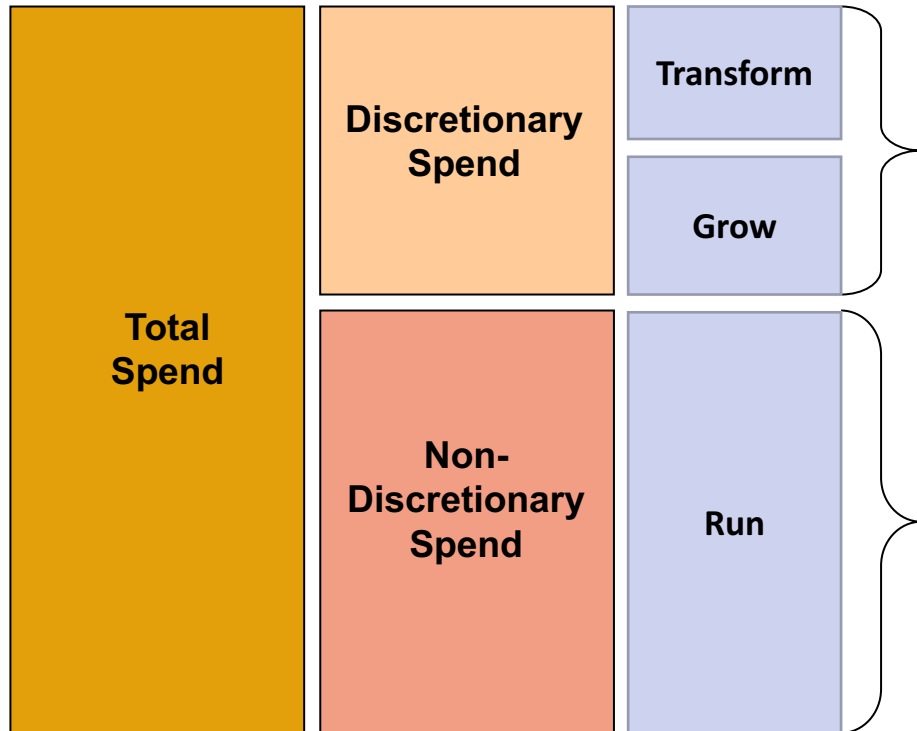 Total
Spend
Discretionary
Spend
Non-
Discretionary
Spend
Transform
Grow
Run